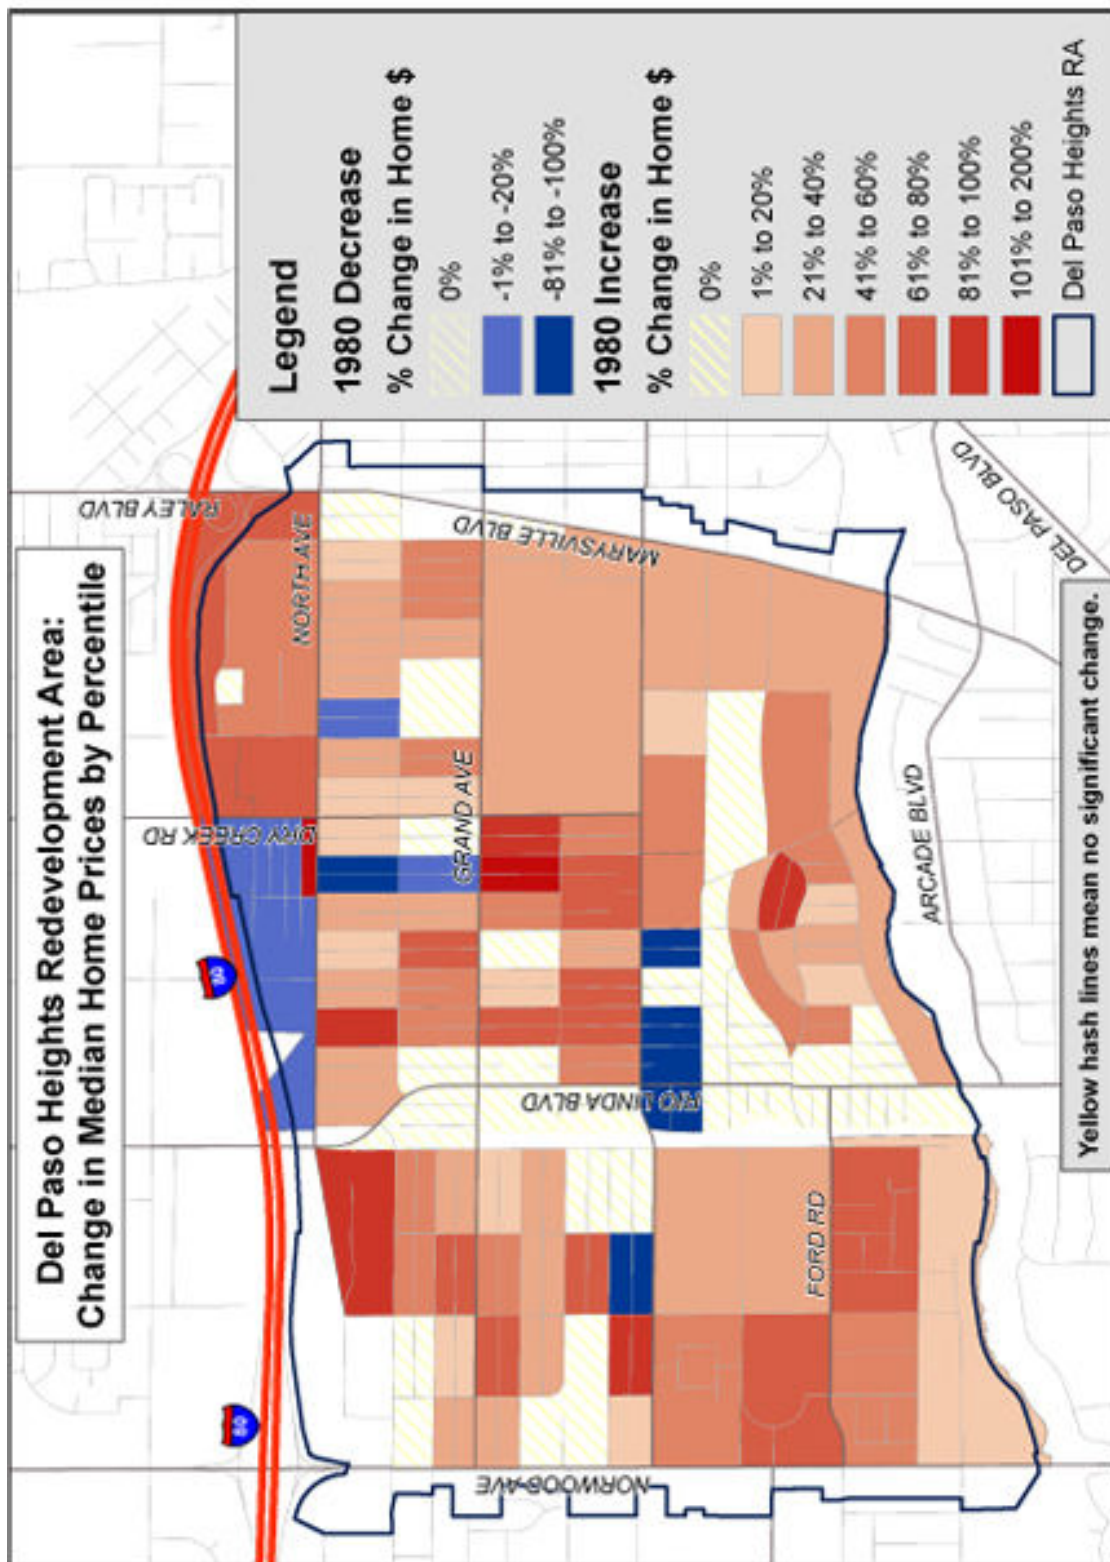 Del Paso Heights Redevelopment Area:
Change in Median Home Prices by Percentile
80
80
RALEY BLVD
NORTH AVE
DRY CREEK RD
MARYSVILLE BLVD
GRAND AVE
RIO LINDA BLVD
NORWOOD AVE
FORD RD
ARCADE BLVD
DEL PASO BLVD
Legend
1980 Decrease
% Change in Home $
0%
-1% to -20%
-81% to -100%
1980 Increase
% Change in Home $
0%
1% to 20%
21% to 40%
41% to 60%
61% to 80%
81% to 100%
101% to 200%
Del Paso Heights RA
Yellow hash lines mean no significant change.